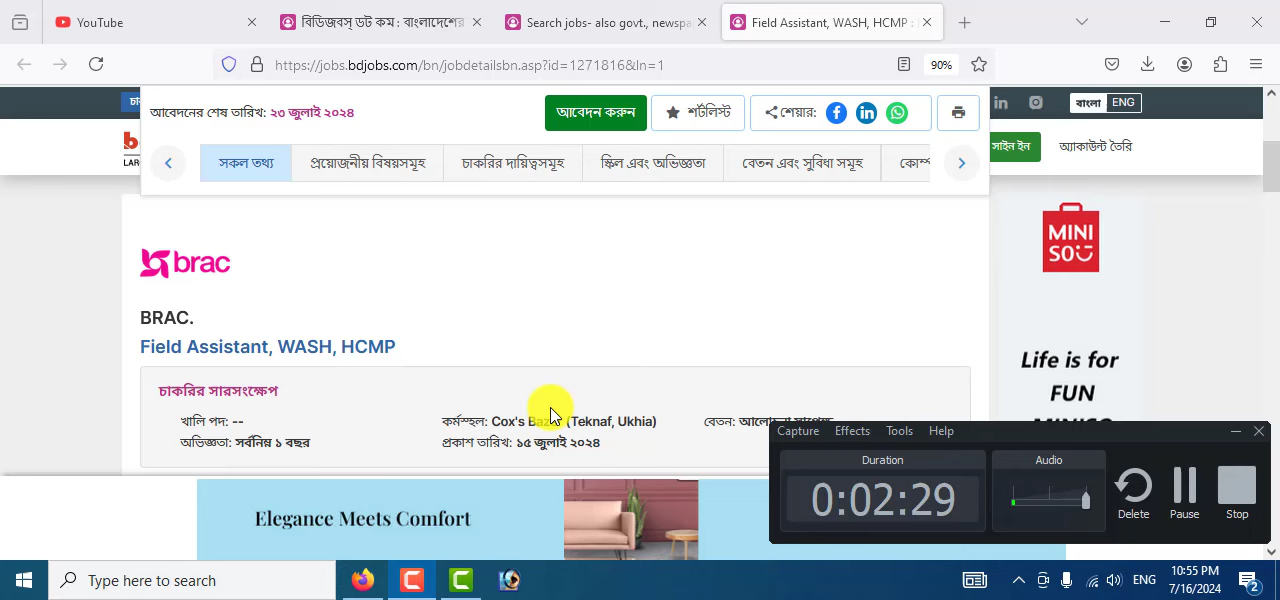 YouTube
বিডিজবস্ ডট কম : বাংলাদেশের
Search jobs- also govt., newspa
Field Assistant, WASH, HCMP :
https://jobs.bdjobs.com/bn/jobdetailsbn.asp?id=1271816&ln=1
90%
আবেদনের শেষ তারিখ: ২৩ জুলাই ২০২৪
আবেদন করুন
শর্টলিস্ট
শেয়ার:
বাংলা ENG
সকল তথ্য
প্রয়োজনীয় বিষয়সমূহ
চাকরির দায়িত্বসমূহ
স্কিল এবং অভিজ্ঞতা
বেতন এবং সুবিধা সমূহ
সাইন ইন
অ্যাকাউন্ট তৈরি
brac
BRAC.
Field Assistant, WASH, HCMP
চাকরির সারসংক্ষেপ
খালি পদ: --
কর্মস্থল: Cox's Bazar (Teknaf, Ukhia)
বেতন:
অভিজ্ঞতা: সর্বনিম্ন ১ বছর
প্রকাশ তারিখ: ১৫ জুলাই ২০২৪
MINI
SO
Life is for
FUN
Elegance Meets Comfort
Capture Effects Tools Help
Duration
Audio
0:02:29
Delete
Pause
Stop
Type here to search
ENG
10:55 PM
7/16/2024
2